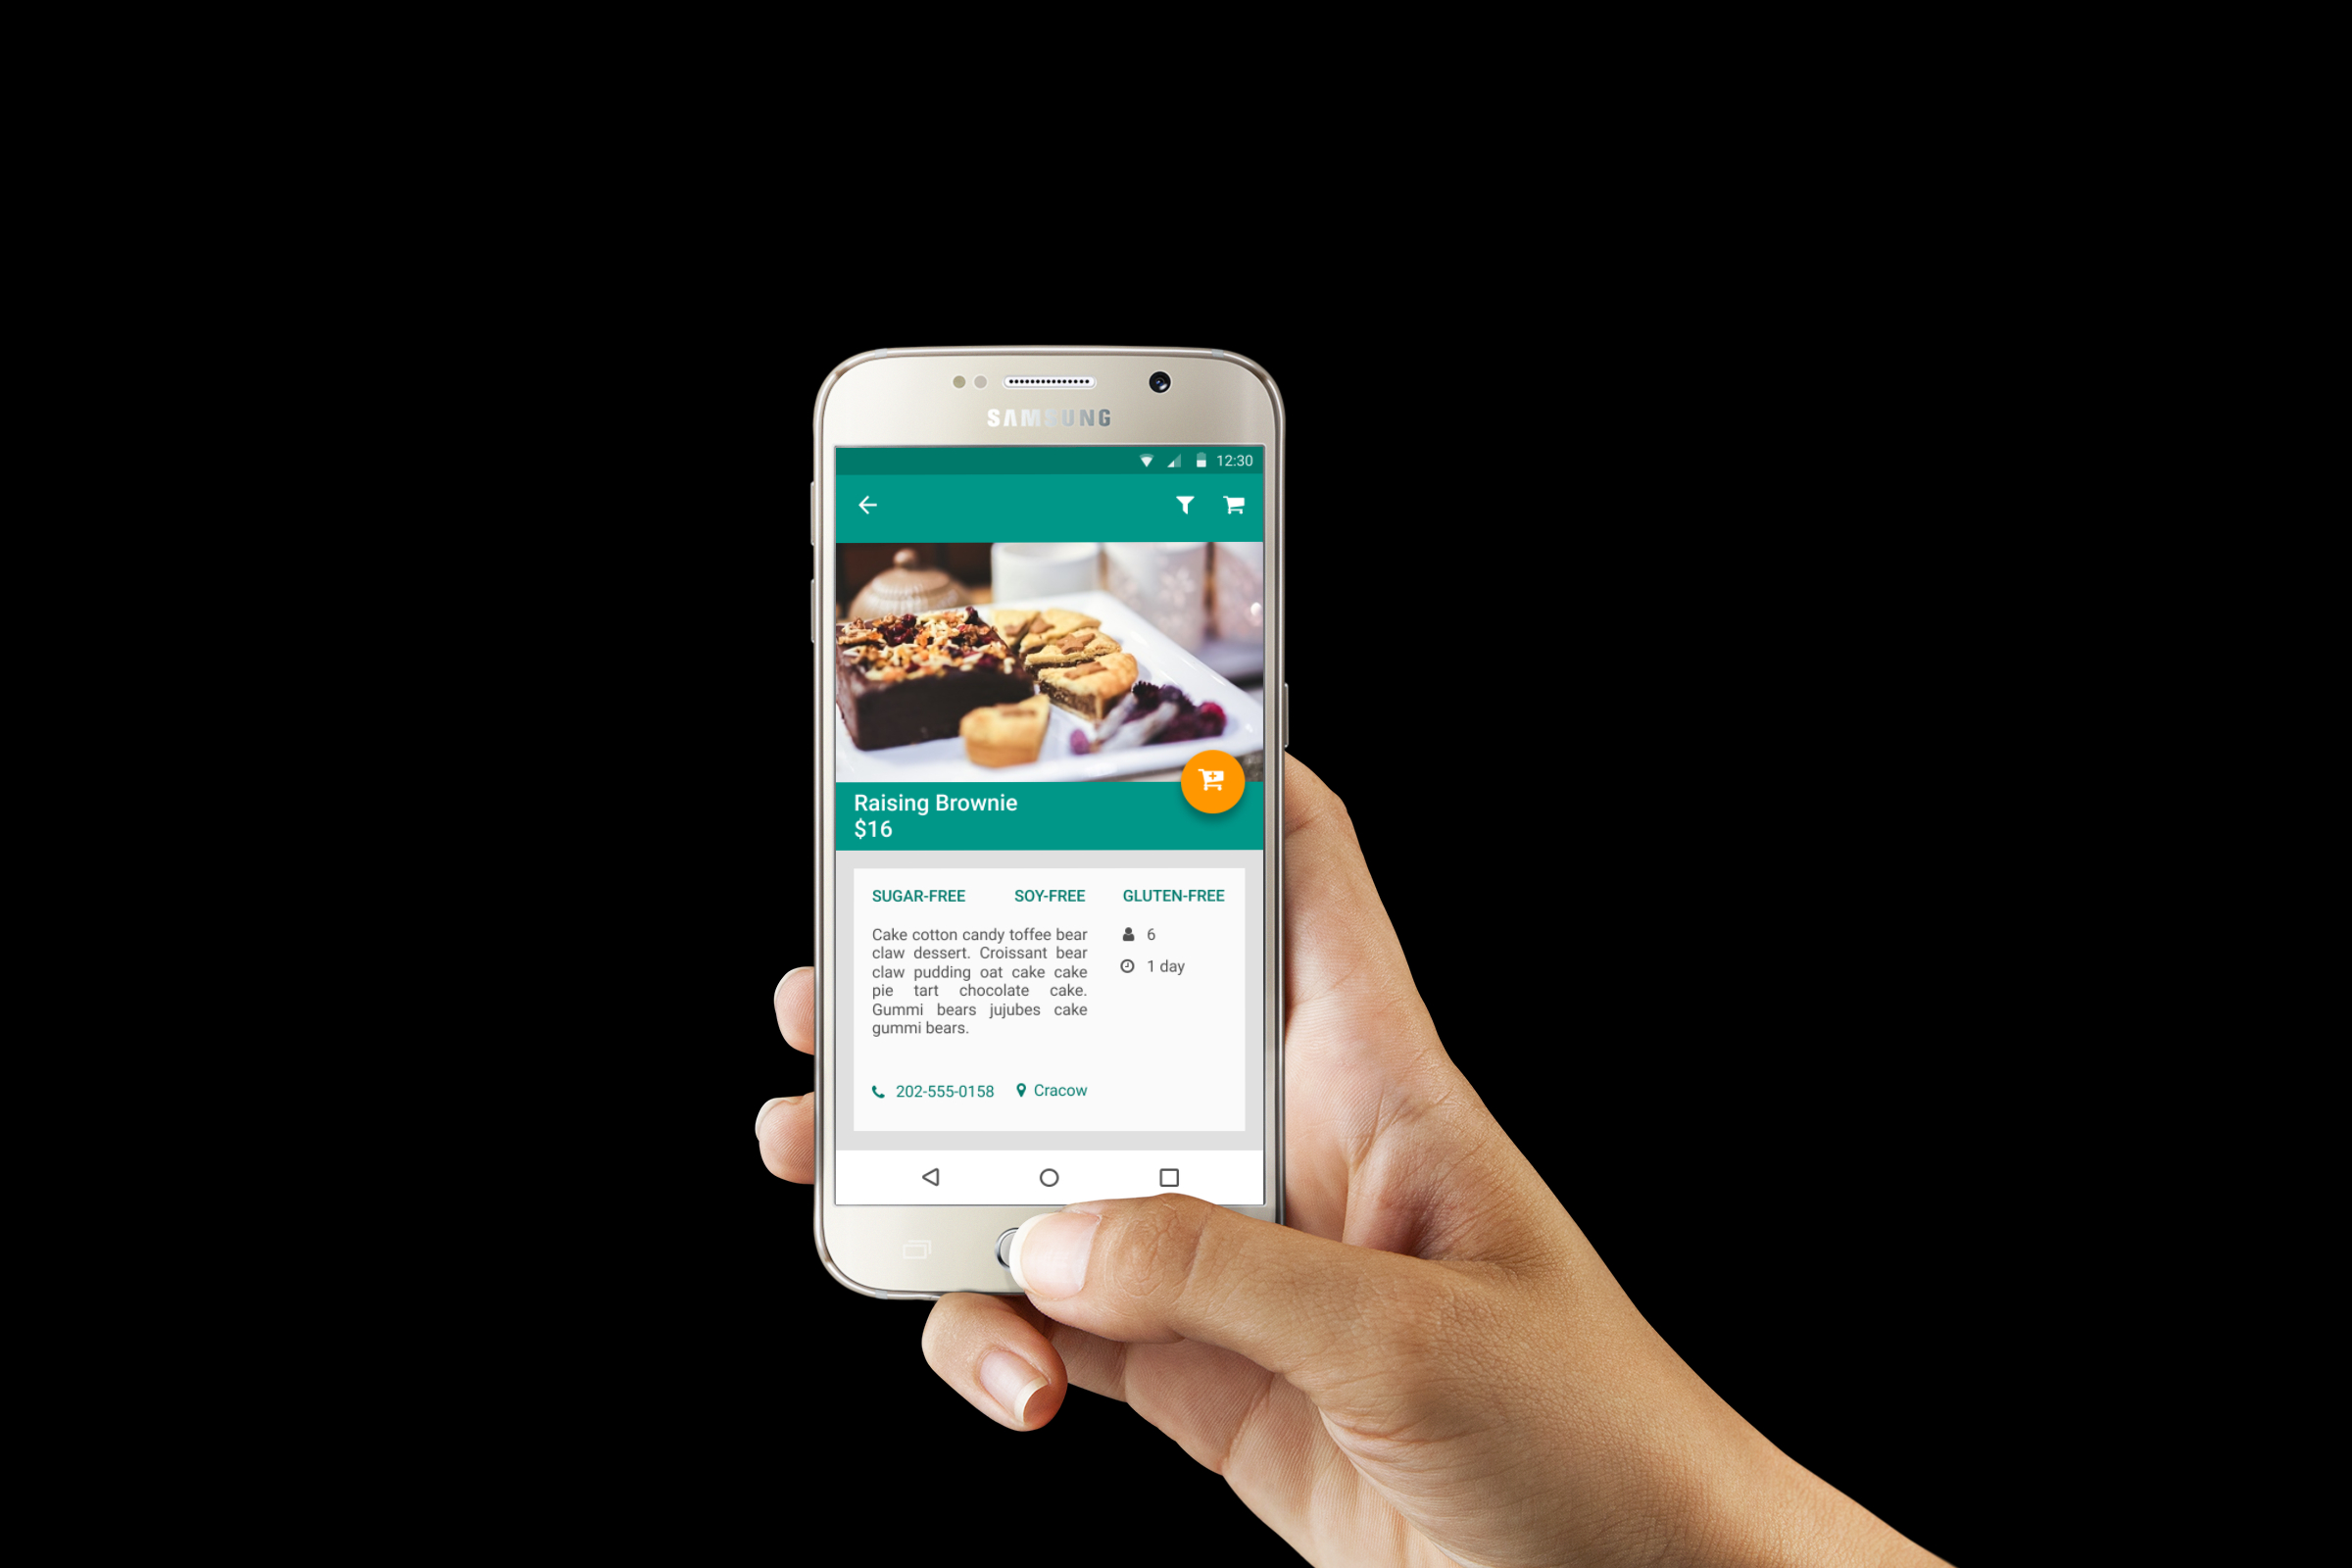 SAMSUNG
12:30
Raising Brownie
$16
SUGAR-FREE SOY-FREE GLUTEN-FREE
Cake cotton candy toffee bear
claw dessert. Croissant bear
claw pudding oat cake cake
pie tart chocolate cake.
Gummi bears jujubes cake
gummi bears.
6
1 day
202-555-0158 Cracow